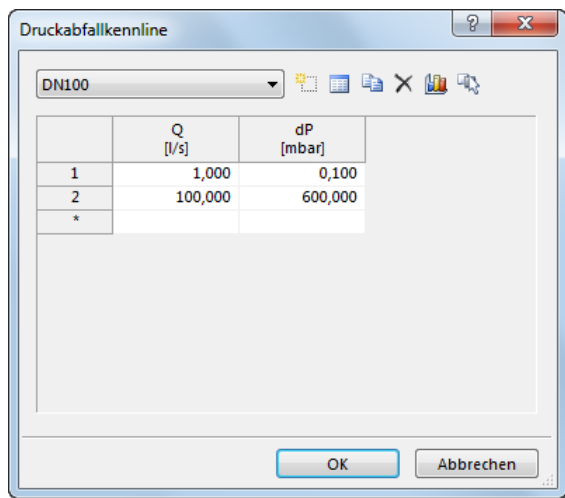 Druckabfallkennline
DN100
Q dP
[l/s] [mbar]
1 1,000 0,100
2 100,000 600,000
*
OK Abbrechen